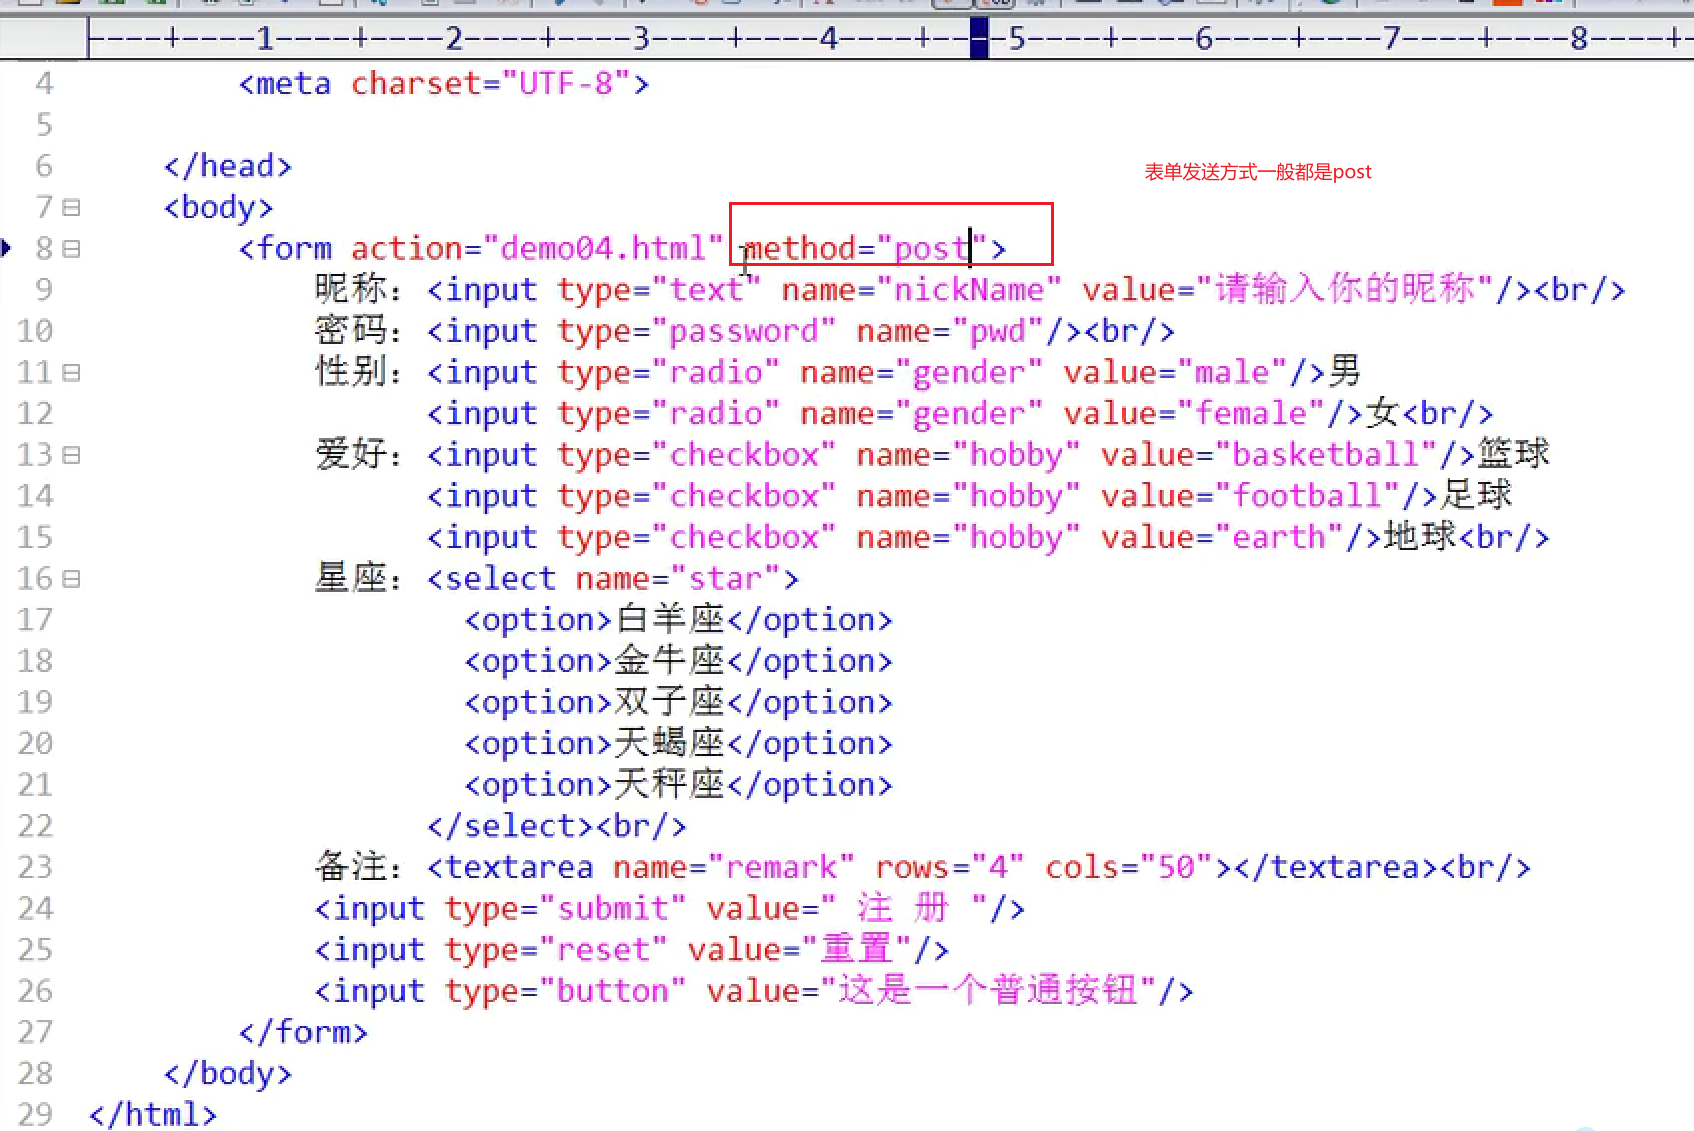 ----+----1----+----2----+----3----+----4----+----5----+----6----+----7----+----8----+
4 <meta charset="UTF-8">
5
6 </head>
表单发送方式一般都是post
7 <body>
8 <form action="demo04.html" method="post">
9 昵称：<input type="text" name="nickName" value="请输入你的昵称"/><br/>
10 密码：<input type="password" name="pwd"/><br/>
11 性别：<input type="radio" name="gender" value="male"/>男
12 <input type="radio" name="gender" value="female"/>女<br/>
13 爱好：<input type="checkbox" name="hobby" value="basketball"/>篮球
14 <input type="checkbox" name="hobby" value="football"/>足球
15 <input type="checkbox" name="hobby" value="earth"/>地球<br/>
16 星座：<select name="star">
17 <option>白羊座</option>
18 <option>金牛座</option>
19 <option>双子座</option>
20 <option>天蝎座</option>
21 <option>天秤座</option>
22 </select><br/>
23 备注：<textarea name="remark" rows="4" cols="50"></textarea><br/>
24 <input type="submit" value=" 注 册 "/>
25 <input type="reset" value="重置"/>
26 <input type="button" value="这是一个普通按钮"/>
27 </form>
28 </body>
29 </html>